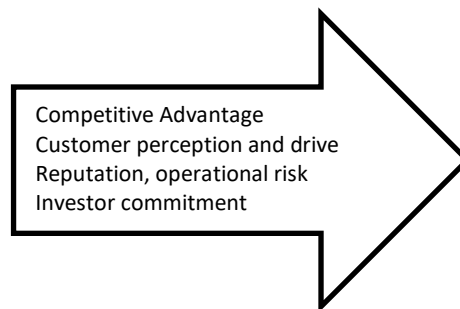 Competitive Advantage
Customer perception and drive
Reputation, operational risk
Investor commitment